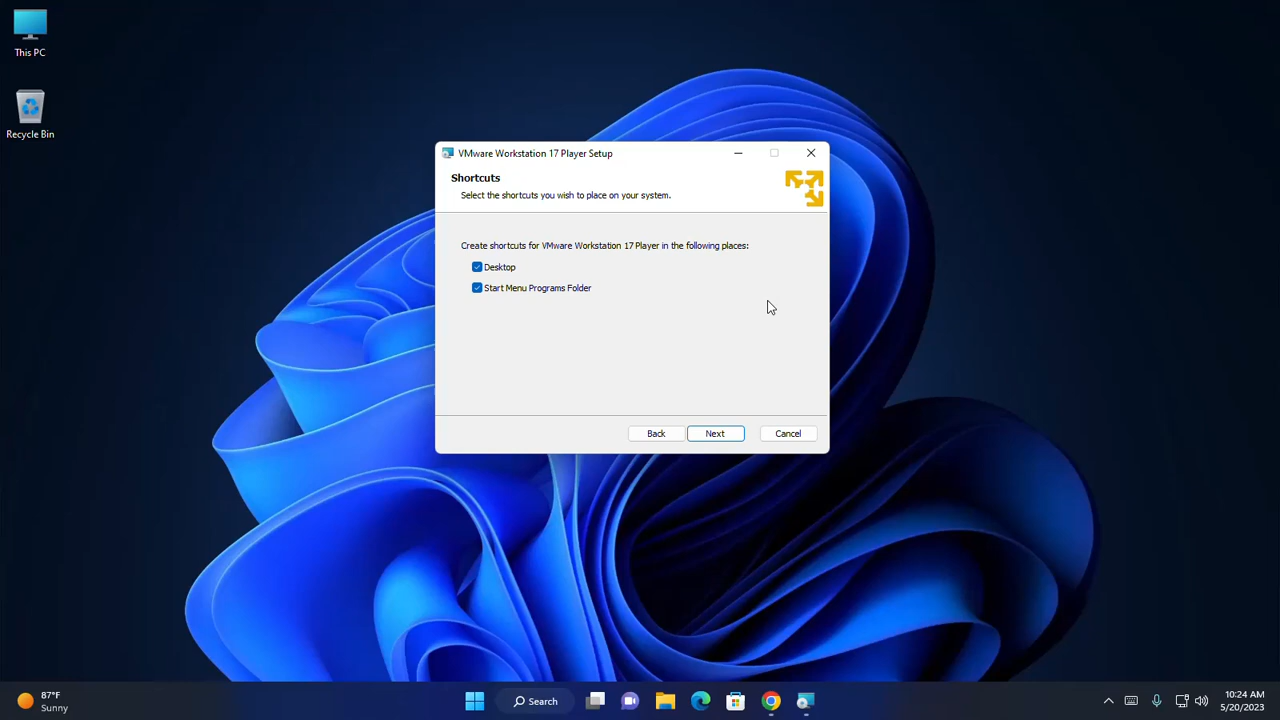 This PC
Recycle Bin
VMware Workstation 17 Player Setup
Shortcuts
Select the shortcuts you wish to place on your system.
Create shortcuts for VMware Workstation 17 Player in the following places:
Desktop
Start Menu Programs Folder
Back
Next
Cancel
87°F
Sunny
Search
10:24 AM
5/20/2023